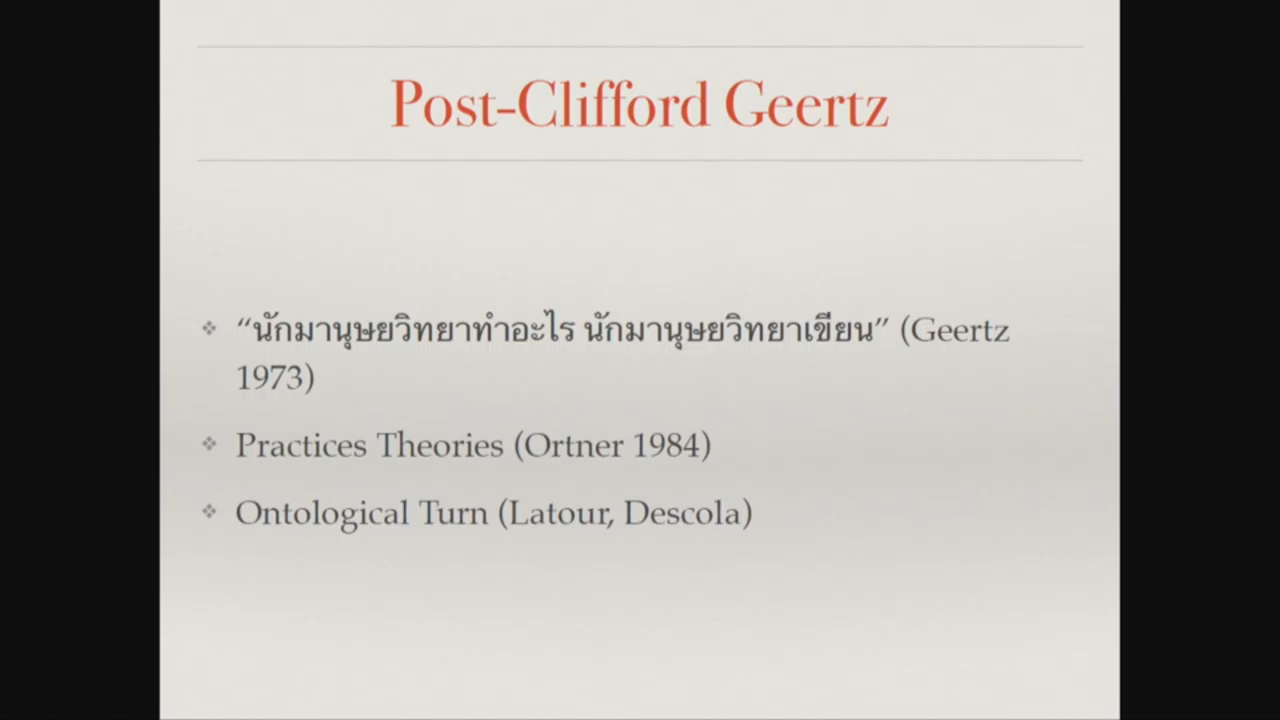 Post-Clifford Geertz
“นักมานุษยวิทยาทำอะไร นักมานุษยวิทยาเขียน” (Geertz
1973)
Practices Theories (Ortner 1984)
Ontological Turn (Latour, Descola)